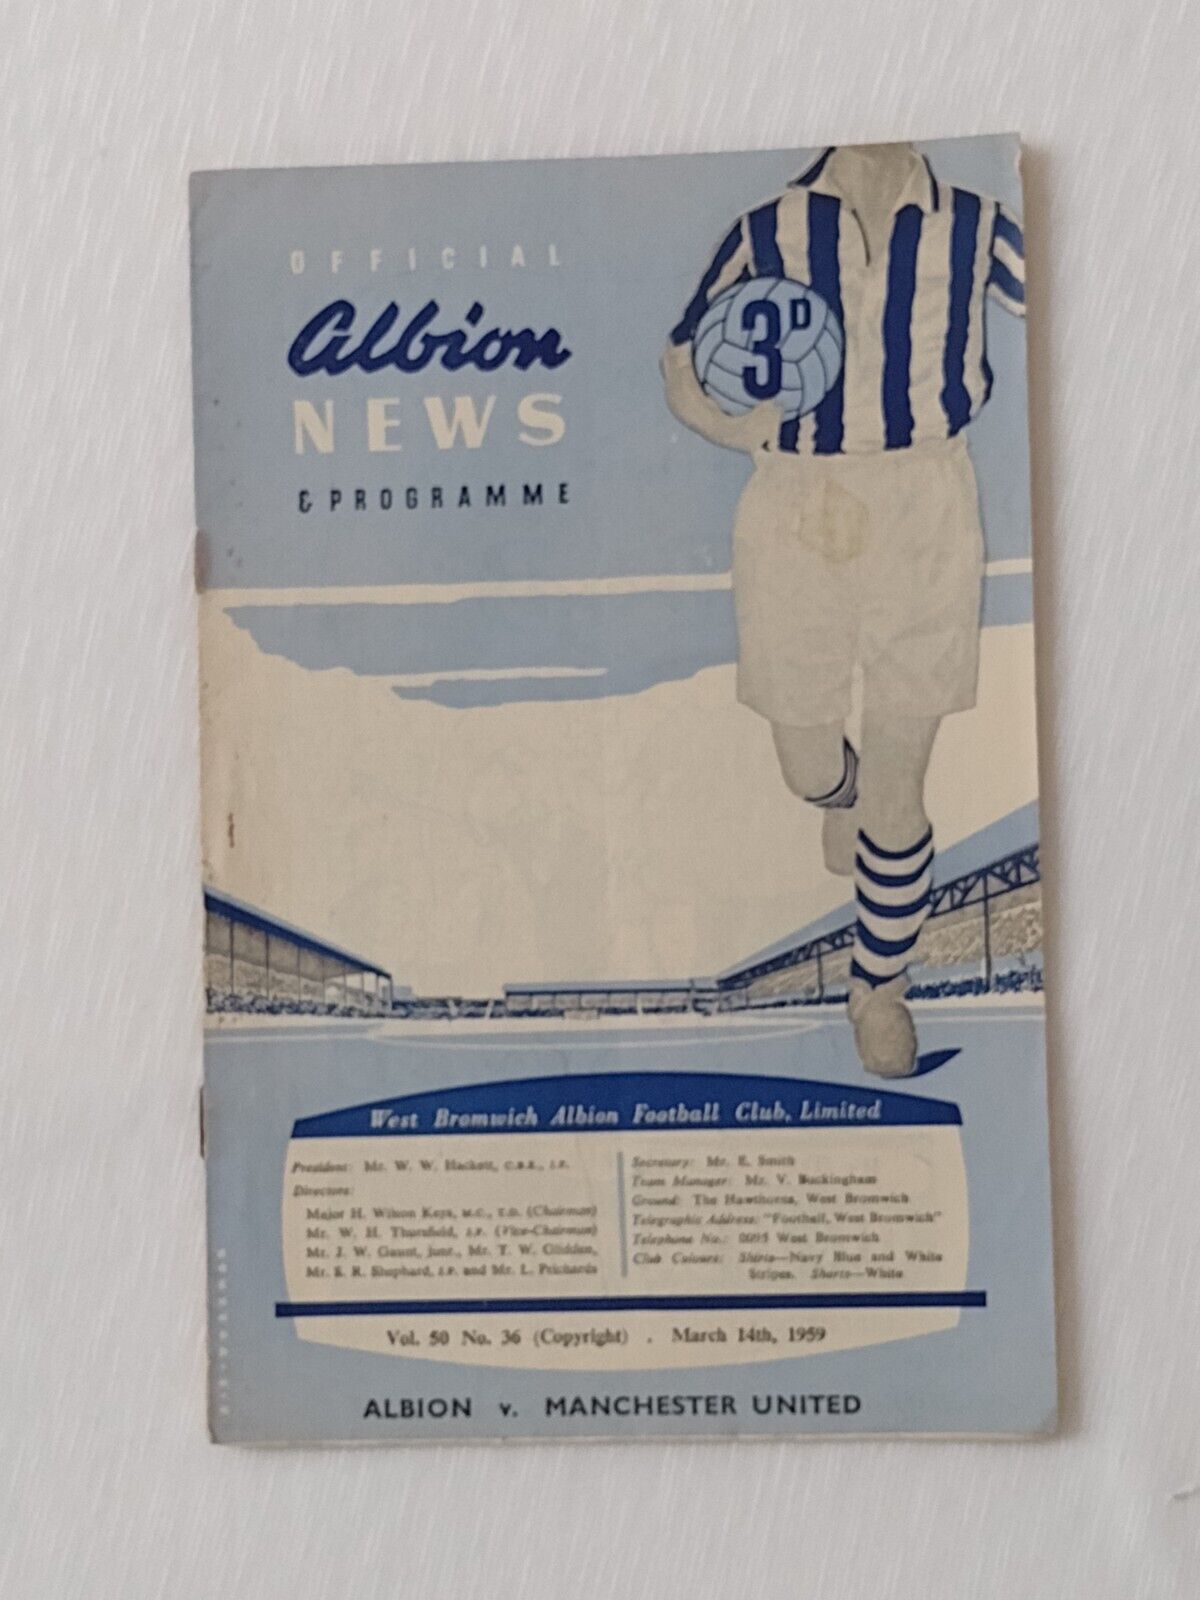 OFFICIAL
Albion
NEWS
& PROGRAMME
3D
West Bromwich Albion Football Club, Limited
President: Mr. W. W. Hackett, C.B.E., J.P.
Directors:
Major H. Wilson Keys, M.C., T.D. (Chairman)
Mr. W. H. Thursfield, J.P. (Vice-Chairman)
Mr. J. W. Gaunt, junr., Mr. T. W. Glidden,
Mr. S. R. Shephard, J.P. and Mr. L. Prichards
Secretary: Mr. E. Smith
Team Manager: Mr. V. Buckingham
Ground: The Hawthorns, West Bromwich
Telegraphic Address: "Football, West Bromwich"
Telephone No.: 0095 West Bromwich
Club Colours: Shirts—Navy Blue and White
Stripes. Shorts—White
Vol. 50 No. 36 (Copyright) . March 14th, 1959
ALBION v. MANCHESTER UNITED